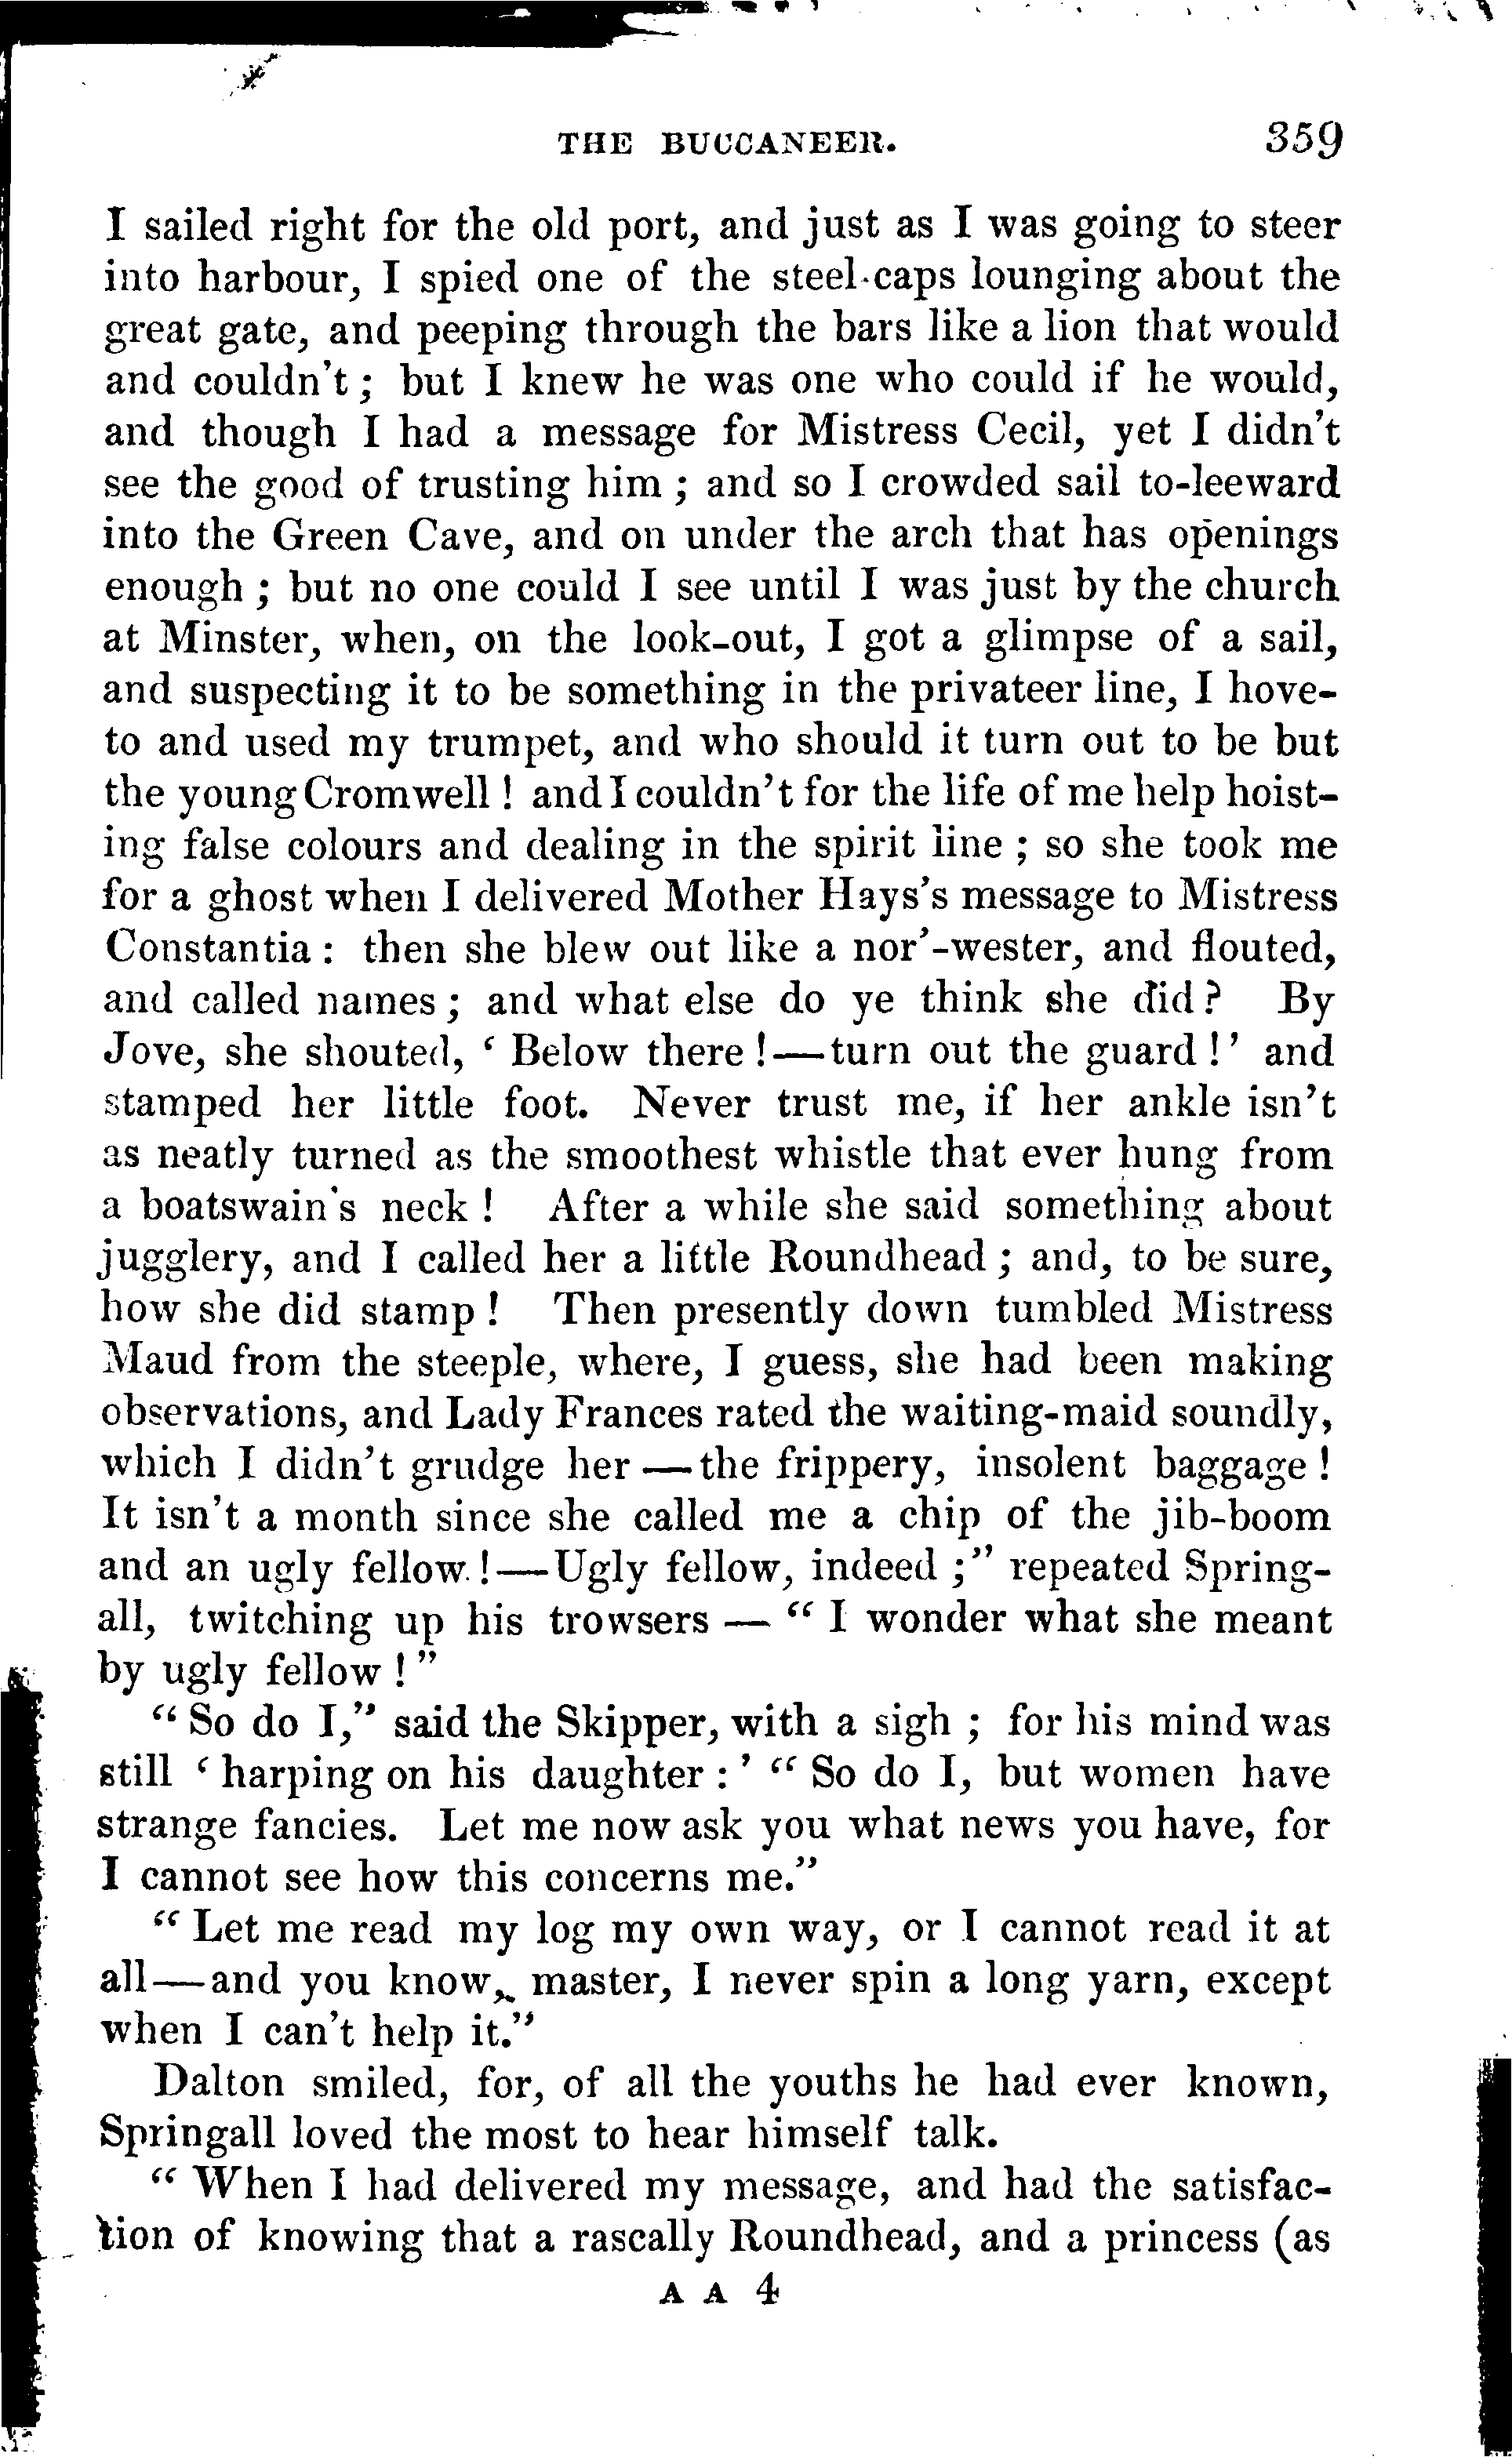 THE BUCCANEER. 359
I sailed right for the old port, and just as I was going to steer
into harbour, I spied one of the steel-caps lounging about the
great gate, and peeping through the bars like a lion that would
and couldn't ; but I knew he was one who could if he would,
and though I had a message for Mistress Cecil, yet I didn't
see the good of trusting him ; and so I crowded sail to-leeward
into the Green Cave, and on under the arch that has openings
enough ; but no one could I see until I was just by the church
at Minster, when, on the look-out, I got a glimpse of a sail,
and suspecting it to be something in the privateer line, I hove-
to and used my trumpet, and who should it turn out to be but
the young Cromwell ! and I couldn't for the life of me help hoist-
ing false colours and dealing in the spirit line ; so she took me
for a ghost when I delivered Mother Hays's message to Mistress
Constantia : then she blew out like a nor'-wester, and flouted,
and called names ; and what else do ye think she did ? By
Jove, she shouted, ‘ Below there !—turn out the guard !’ and
stamped her little foot. Never trust me, if her ankle isn't
as neatly turned as the smoothest whistle that ever hung from
a boatswain's neck ! After a while she said something about
jugglery, and I called her a little Roundhead ; and, to be sure,
how she did stamp ! Then presently down tumbled Mistress
Maud from the steeple, where, I guess, she had been making
observations, and Lady Frances rated the waiting-maid soundly,
which I didn't grudge her — the frippery, insolent baggage !
It isn't a month since she called me a chip of the jib-boom
and an ugly fellow !—Ugly fellow, indeed ;” repeated Spring-
all, twitching up his trowsers — “ I wonder what she meant
by ugly fellow ! ”
“ So do I,” said the Skipper, with a sigh ; for his mind was
still ‘ harping on his daughter : ’ “ So do I, but women have
strange fancies. Let me now ask you what news you have, for
I cannot see how this concerns me.”
“ Let me read my log my own way, or I cannot read it at
all—and you know, master, I never spin a long yarn, except
when I can't help it.”
Dalton smiled, for, of all the youths he had ever known,
Springall loved the most to hear himself talk.
“ When I had delivered my message, and had the satisfac-
tion of knowing that a rascally Roundhead, and a princess (as
A A 4